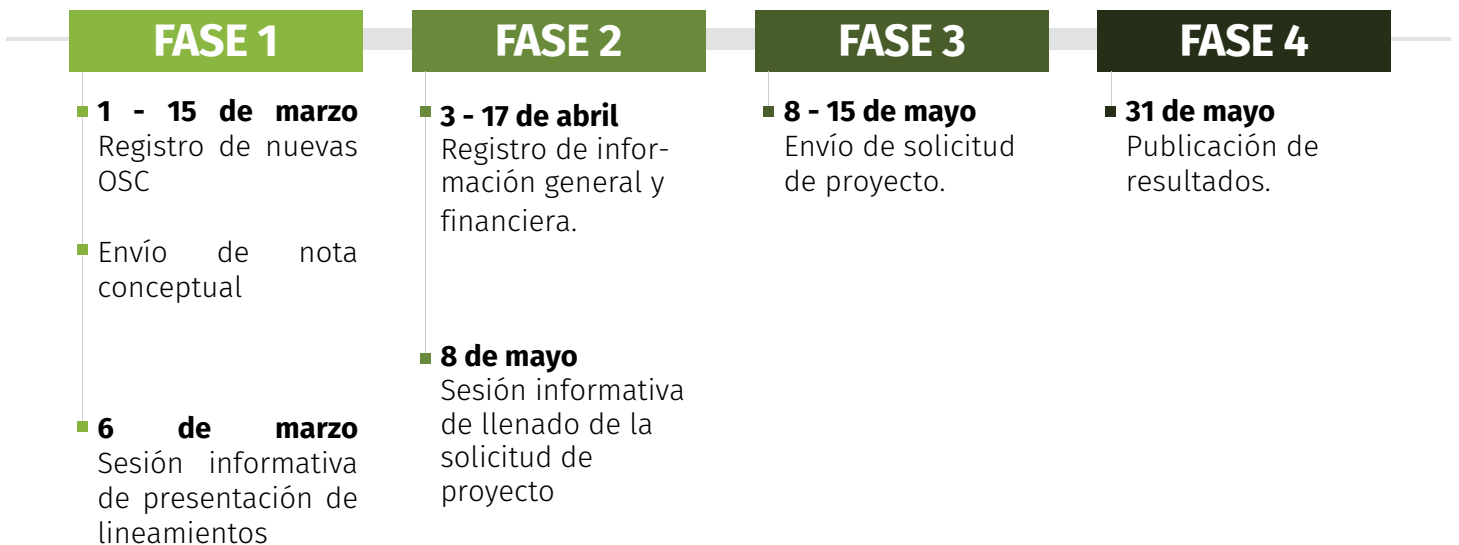 FASE 1
1 - 15 de marzo
Registro de nuevas
OSC
Envío de nota
conceptual
6 de marzo
Sesión informativa
de presentación de
lineamientos
FASE 2
3 - 17 de abril
Registro de infor-
mación general y
financiera.
8 de mayo
Sesión informativa
de llenado de la
solicitud de
proyecto
FASE 3
8 - 15 de mayo
Envío de solicitud
de proyecto.
FASE 4
31 de mayo
Publicación de
resultados.